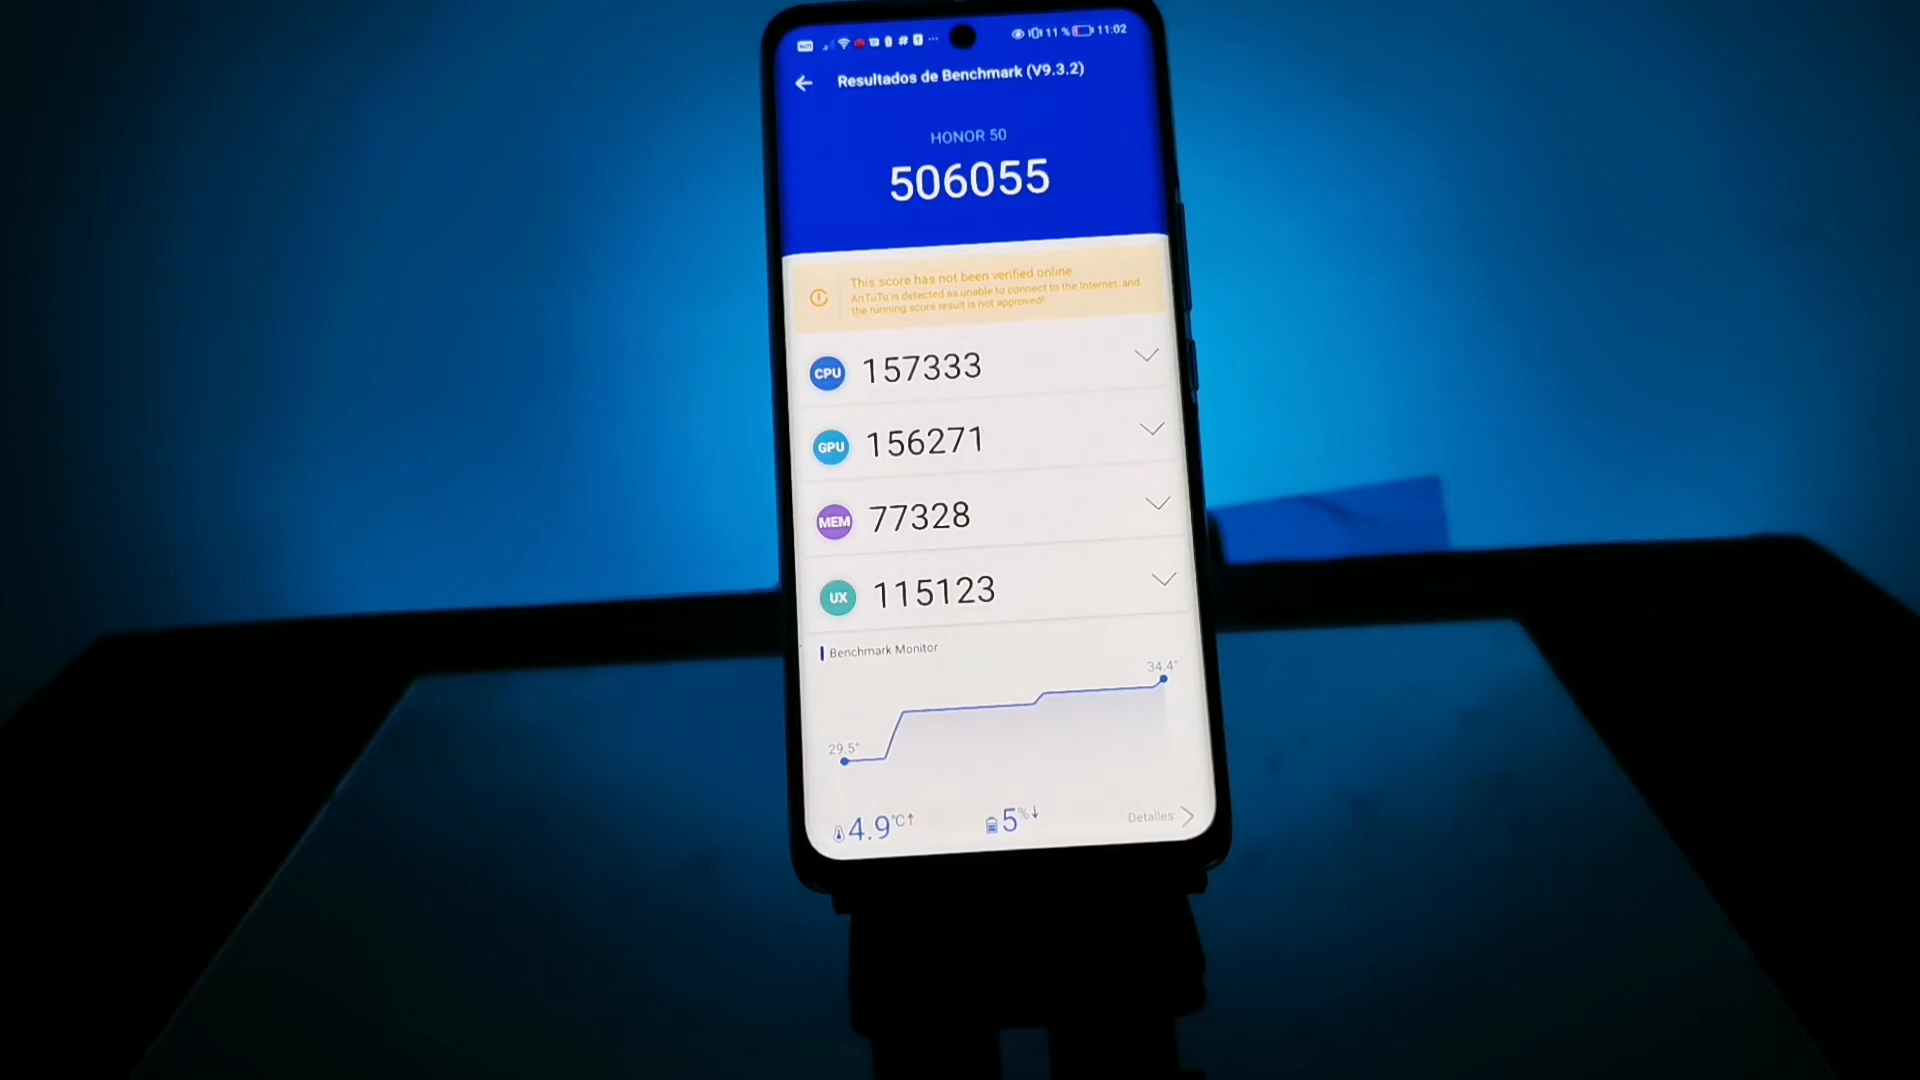 11 % 11:02
Resultados de Benchmark (V9.3.2)
HONOR 50
506055
This score has not been verified online
AnTuTu is detected as unable to connect to the Internet, and
the running score result is not approved!
CPU 157333
GPU 156271
MEM 77328
UX 115123
Benchmark Monitor
34.4°
29.5°
4.9°C↑ 5%↓ Detalles